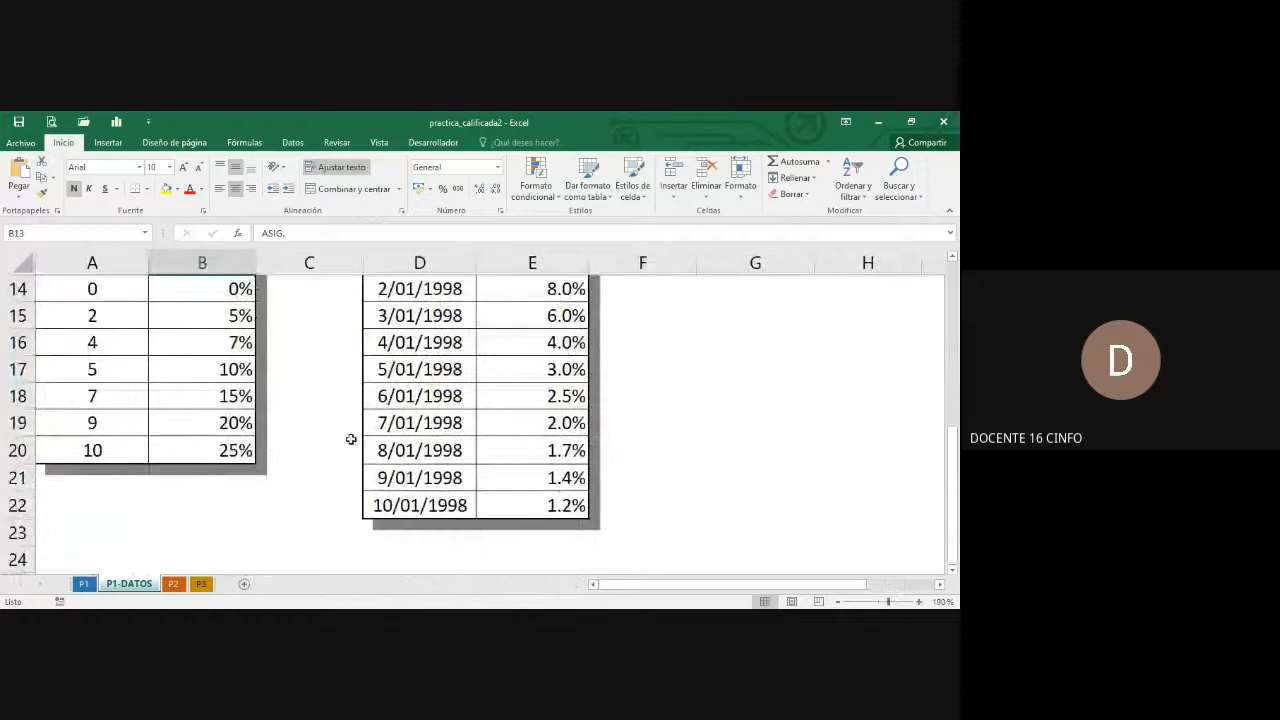 practica_calificada2 - Excel
Archivo Inicio Insertar Diseño de página Fórmulas Datos Revisar Vista Desarrollador ¿Qué desea hacer? Compartir
Pegar
Arial 10
N K S
Ajustar texto
Combinar y centrar
General
% 000
Formato condicional
Dar formato como tabla
Estilos de celda
Insertar Eliminar Formato
Autosuma
Rellenar
Borrar
Ordenar y filtrar
Buscar y seleccionar
Portapapeles Fuente Alineación Número Estilos Celdas Modificar
B13 fx ASIG.
A B C D E F G H
14 0 0% 2/01/1998 8.0%
15 2 5% 3/01/1998 6.0%
16 4 7% 4/01/1998 4.0%
17 5 10% 5/01/1998 3.0%
18 7 15% 6/01/1998 2.5%
19 9 20% 7/01/1998 2.0%
20 10 25% 8/01/1998 1.7%
21 9/01/1998 1.4%
22 10/01/1998 1.2%
23
24
P1 P1-DATOS P2 P3
Listo 190 %
D
DOCENTE 16 CINFO